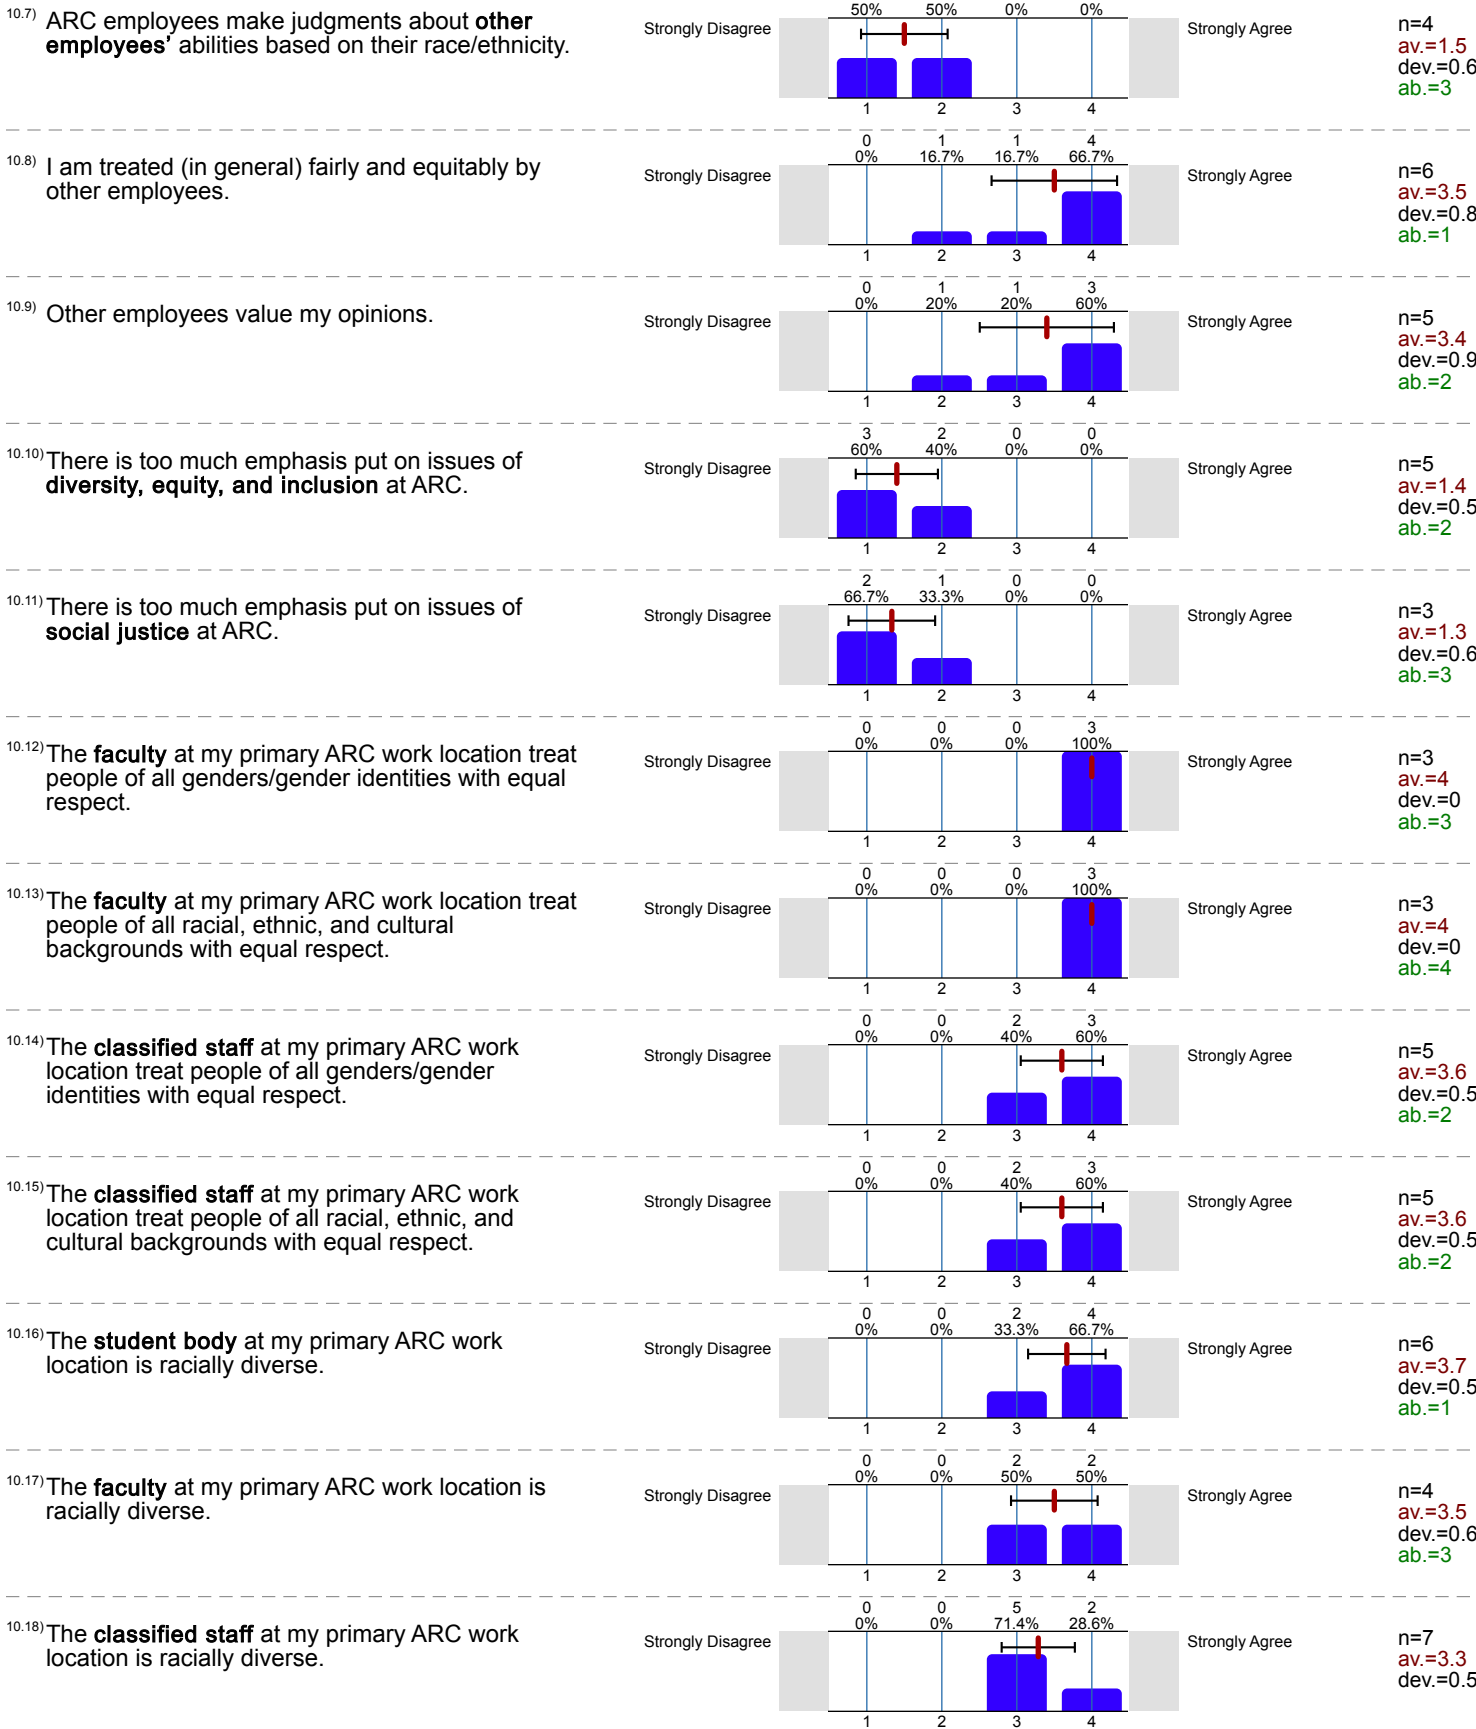 10.7) ARC employees make judgments about other
employees' abilities based on their race/ethnicity.
50% 50% 0% 0%
Strongly Disagree Strongly Agree
1 2 3 4
n=4
av.=1.5
dev.=0.6
ab.=3
10.8) I am treated (in general) fairly and equitably by
other employees.
0 1 1 4
0% 16.7% 16.7% 66.7%
Strongly Disagree Strongly Agree
1 2 3 4
n=6
av.=3.5
dev.=0.8
ab.=1
10.9) Other employees value my opinions.
0 1 1 3
0% 20% 20% 60%
Strongly Disagree Strongly Agree
1 2 3 4
n=5
av.=3.4
dev.=0.9
ab.=2
10.10) There is too much emphasis put on issues of
diversity, equity, and inclusion at ARC.
3 2 0 0
60% 40% 0% 0%
Strongly Disagree Strongly Agree
1 2 3 4
n=5
av.=1.4
dev.=0.5
ab.=2
10.11) There is too much emphasis put on issues of
social justice at ARC.
2 1 0 0
66.7% 33.3% 0% 0%
Strongly Disagree Strongly Agree
1 2 3 4
n=3
av.=1.3
dev.=0.6
ab.=3
10.12) The faculty at my primary ARC work location treat
people of all genders/gender identities with equal
respect.
0 0 0 3
0% 0% 0% 100%
Strongly Disagree Strongly Agree
1 2 3 4
n=3
av.=4
dev.=0
ab.=3
10.13) The faculty at my primary ARC work location treat
people of all racial, ethnic, and cultural
backgrounds with equal respect.
0 0 0 3
0% 0% 0% 100%
Strongly Disagree Strongly Agree
1 2 3 4
n=3
av.=4
dev.=0
ab.=4
10.14) The classified staff at my primary ARC work
location treat people of all genders/gender
identities with equal respect.
0 0 2 3
0% 0% 40% 60%
Strongly Disagree Strongly Agree
1 2 3 4
n=5
av.=3.6
dev.=0.5
ab.=2
10.15) The classified staff at my primary ARC work
location treat people of all racial, ethnic, and
cultural backgrounds with equal respect.
0 0 2 3
0% 0% 40% 60%
Strongly Disagree Strongly Agree
1 2 3 4
n=5
av.=3.6
dev.=0.5
ab.=2
10.16) The student body at my primary ARC work
location is racially diverse.
0 0 2 4
0% 0% 33.3% 66.7%
Strongly Disagree Strongly Agree
1 2 3 4
n=6
av.=3.7
dev.=0.5
ab.=1
10.17) The faculty at my primary ARC work location is
racially diverse.
0 0 2 2
0% 0% 50% 50%
Strongly Disagree Strongly Agree
1 2 3 4
n=4
av.=3.5
dev.=0.6
ab.=3
10.18) The classified staff at my primary ARC work
location is racially diverse.
0 0 5 2
0% 0% 71.4% 28.6%
Strongly Disagree Strongly Agree
1 2 3 4
n=7
av.=3.3
dev.=0.5